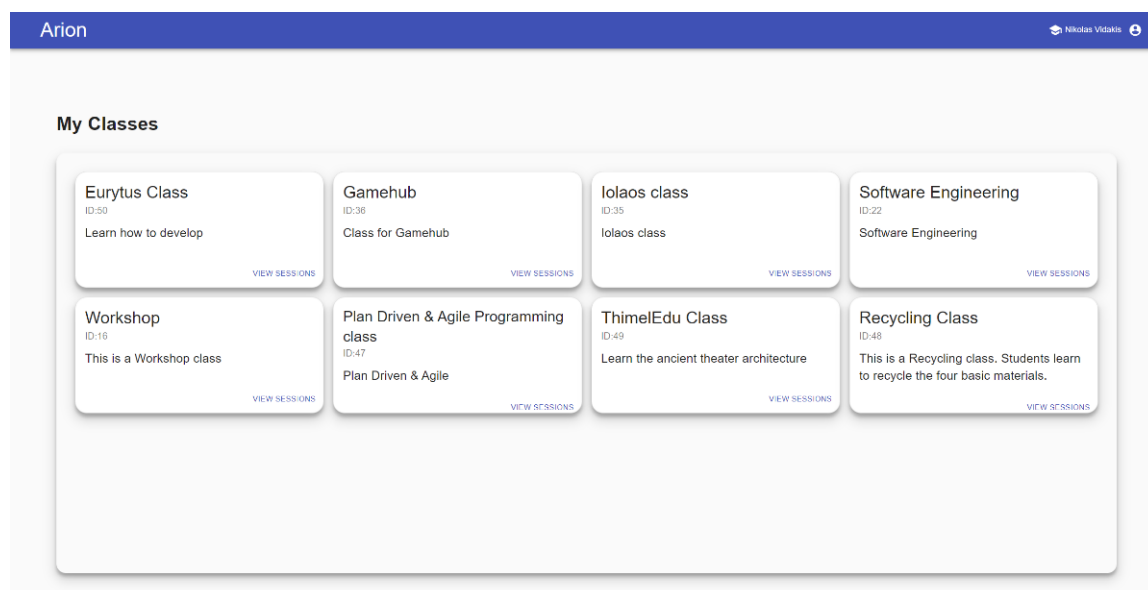 Arion
Nikolas Vidakis
My Classes
Eurytus Class
ID:50
Learn how to develop
VIEW SESSIONS
Gamehub
ID:36
Class for Gamehub
VIEW SESSIONS
Iolaos class
ID:35
Iolaos class
VIEW SESSIONS
Software Engineering
ID:22
Software Engineering
VIEW SESSIONS
Workshop
ID:16
This is a Workshop class
VIEW SESSIONS
Plan Driven & Agile Programming
class
ID:47
Plan Driven & Agile
VIEW SESSIONS
ThimelEdu Class
ID:49
Learn the ancient theater architecture
VIEW SESSIONS
Recycling Class
ID:48
This is a Recycling class. Students learn
to recycle the four basic materials.
VIEW SESSIONS